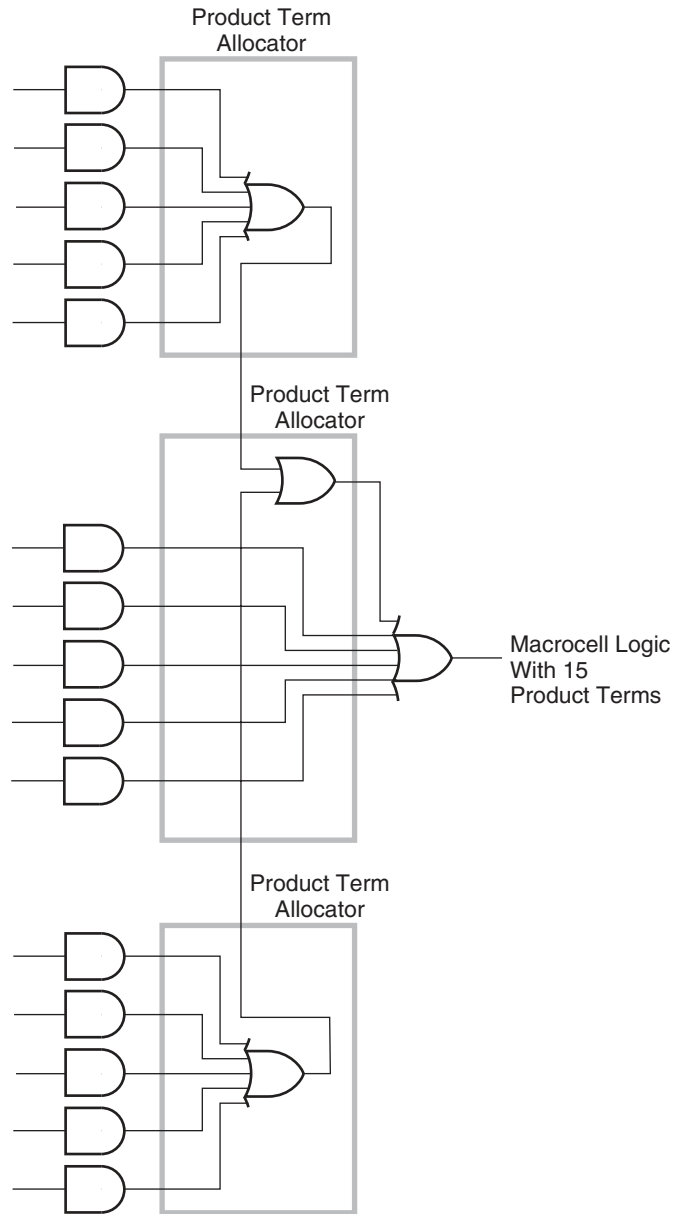 Product Term
Allocator
Product Term
Allocator
Macrocell Logic
With 15
Product Terms
Product Term
Allocator